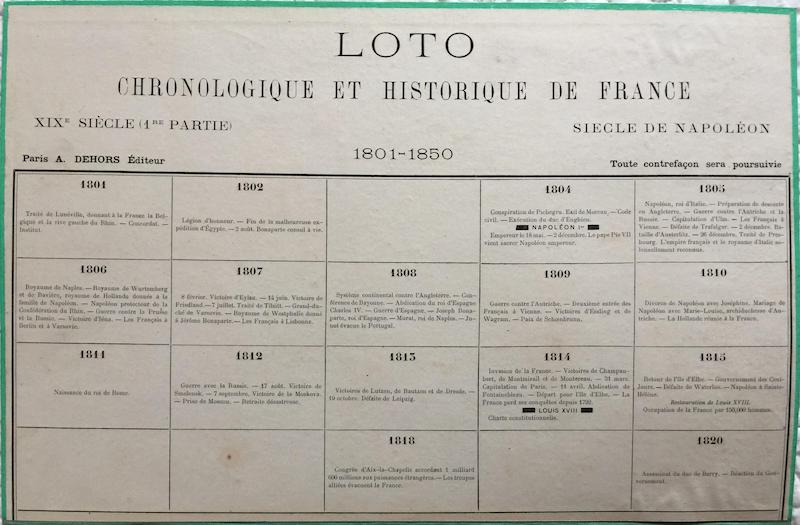 LOTO
CHRONOLOGIQUE ET HISTORIQUE DE FRANCE
XIXE SIÈCLE (1RE PARTIE)
SIECLE DE NAPOLÉON
Paris A. DEHORS Éditeur
1801-1850
Toute contrefaçon sera poursuivie
1801
Traité de Lunéville, donnant à la France la Bel-
gique et la rive gauche du Rhin. — Concordat. —
Institut.
1802
Légion d'honneur. — Fin de la malheureuse ex-
pédition d'Égypte. — 2 août. Bonaparte consul à vie.
1804
Conspiration de Pichegru. Exil de Moreau. — Code
civil. — Exécution du duc d'Enghien.
NAPOLÉON Ier
Empereur le 18 mai. — 2 décembre. Le pape Pie VII
vient sacrer Napoléon empereur.
1805
Napoléon, roi d'Italie. — Préparation de descente
en Angleterre. — Guerre contre l'Autriche et la
Russie. — Capitulation d'Ulm. — Les Français à
Vienne. — Défaite de Trafalgar. — 2 décembre. Ba-
taille d'Austerlitz. — 26 décembre. Traité de Pres-
bourg. L'empire français et le royaume d'Italie so-
lennellement reconnus.
1806
Royaume de Naples. — Royaume de Wurtemberg
et de Bavière, royaume de Hollande donnés à la
famille de Napoléon. — Napoléon protecteur de la
Confédération du Rhin. — Guerres contre la Prusse
et la Russie. — Victoire d'Iéna. — Les Français à
Berlin et à Varsovie.
1807
8 février. Victoire d'Eylau. — 14 juin. Victoire de
Friedland. — 7 juillet. Traité de Tilsitt. — Grand-du-
ché de Varsovie. — Royaume de Westphalie donné
à Jérôme Bonaparte. — Les Français à Lisbonne.
1808
Système continental contre l'Angleterre. — Con-
férence de Bayonne. — Abdication du roi d'Espagne
Charles IV. — Guerre d'Espagne. — Joseph Bona-
parte, roi d'Espagne. — Murat, roi de Naples. — Ju-
not évacue le Portugal.
1809
Guerre contre l'Autriche. — Deuxième entrée des
Français à Vienne. — Victoires d'Essling et de
Wagram. — Paix de Schœnbrunn.
1810
Divorce de Napoléon avec Joséphine. Mariage de
Napoléon avec Marie-Louise, archiduchesse d'Au-
triche. — La Hollande réunie à la France.
1811
Naissance du roi de Rome.
1812
Guerre avec la Russie. — 17 août. Victoire de
Smolensk. — 7 septembre. Victoire de la Moskova.
— Prise de Moscou. — Retraite désastreuse.
1813
Victoires de Lutzen, de Bautzen et de Dresde. —
19 octobre. Défaite de Leipzig.
1814
Invasion de la France. — Victoires de Champau-
bert, de Montmirail et de Montereau. — 31 mars.
Capitulation de Paris. — 11 avril. Abdication de
Fontainebleau. — Départ pour l'île d'Elbe. — La
France perd ses conquêtes depuis 1792.
LOUIS XVIII
Charte constitutionnelle.
1815
Retour de l'île d'Elbe. — Gouvernement des Cent-
Jours. — Défaite de Waterloo. — Napoléon à Sainte-
Hélène.
Restauration de Louis XVIII.
Occupation de la France par 150,000 hommes.
1818
Congrès d'Aix-la-Chapelle accordant 1 milliard
600 millions aux puissances étrangères. — Les troupes
alliées évacuent la France.
1820
Assassinat du duc de Berry. — Réaction du Gou-
vernement.